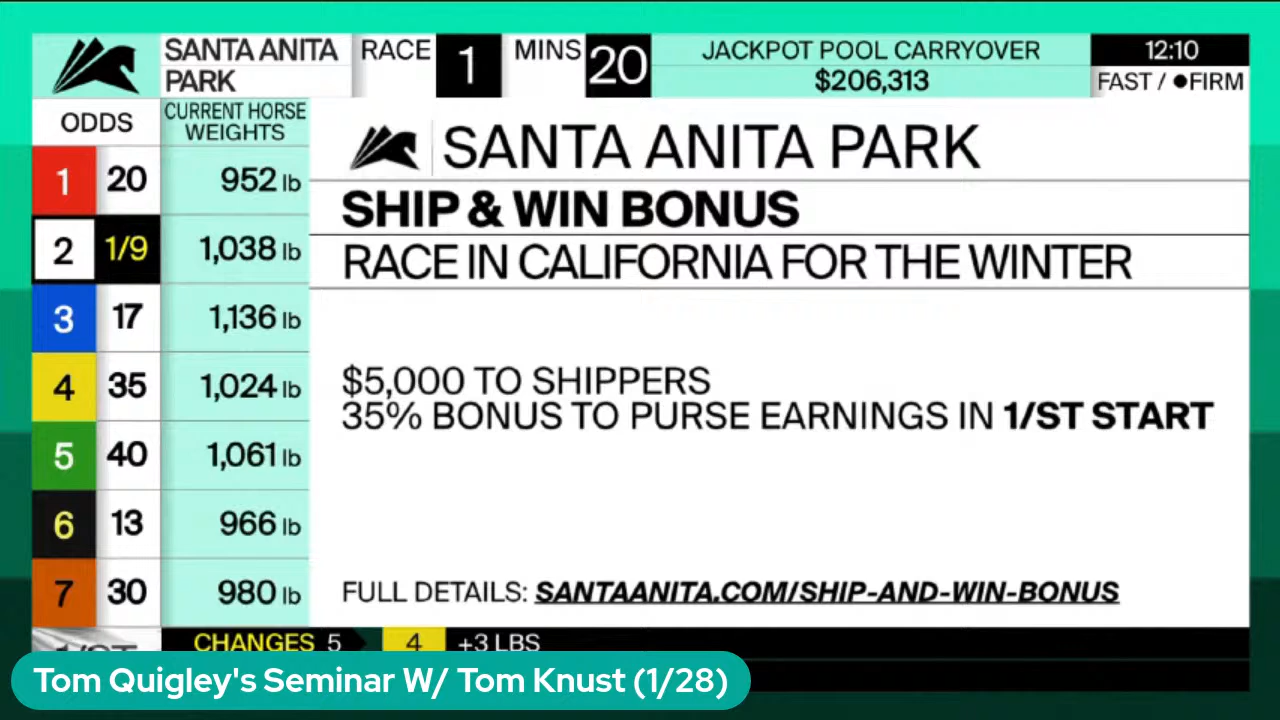 SANTA ANITA PARK
RACE 1
MINS 20
JACKPOT POOL CARRYOVER
$206,313
12:10
FAST / ●FIRM
ODDS
CURRENT HORSE WEIGHTS
1 20 952 lb
2 1/9 1,038 lb
3 17 1,136 lb
4 35 1,024 lb
5 40 1,061 lb
6 13 966 lb
7 30 980 lb
SANTA ANITA PARK
SHIP & WIN BONUS
RACE IN CALIFORNIA FOR THE WINTER
$5,000 TO SHIPPERS
35% BONUS TO PURSE EARNINGS IN 1/ST START
FULL DETAILS: SANTAANITA.COM/SHIP-AND-WIN-BONUS
1/ST CHANGES 5 4 +3 LBS
Tom Quigley's Seminar W/ Tom Knust (1/28)